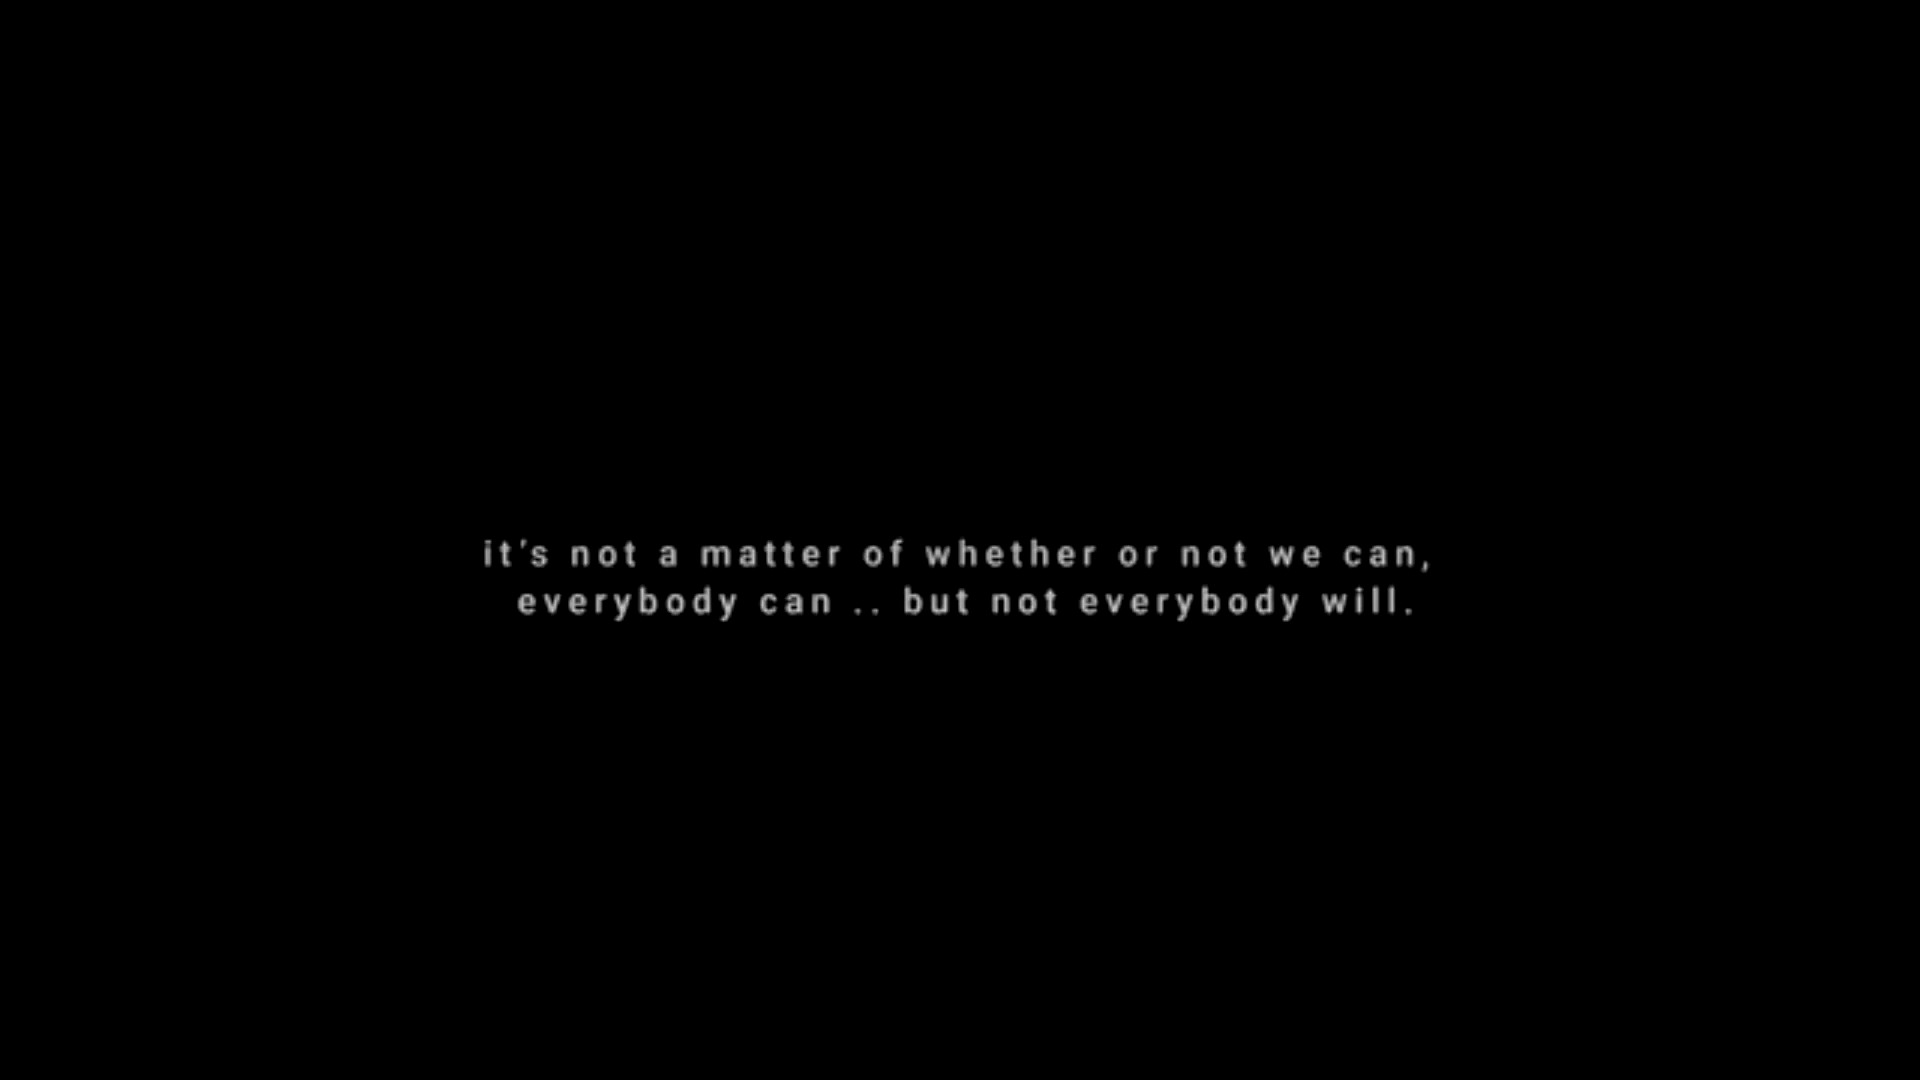 it's not a matter of whether or not we can,
everybody can .. but not everybody will.